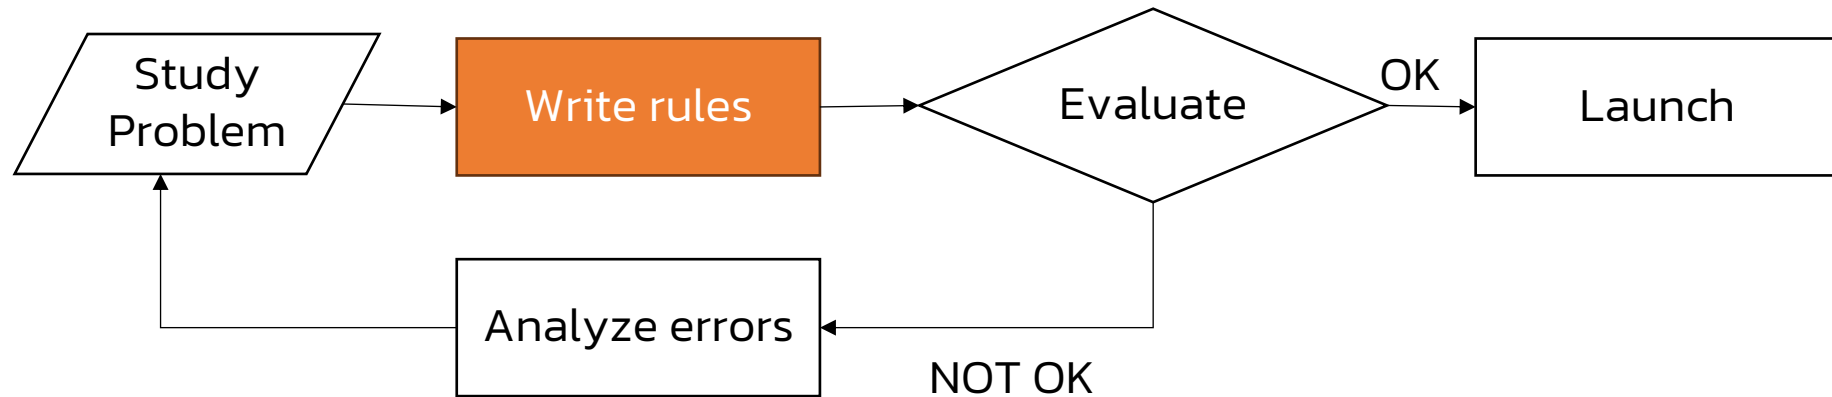 Study
Problem
Write rules
Evaluate
OK
Launch
Analyze errors
NOT OK